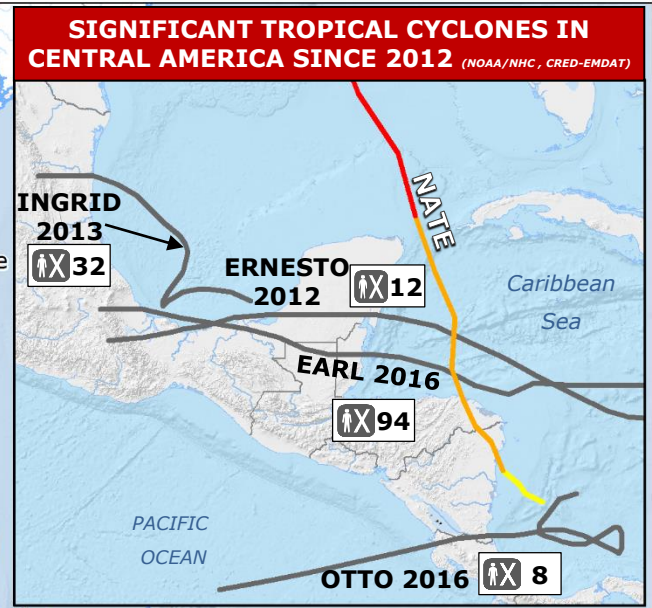 SIGNIFICANT TROPICAL CYCLONES IN
CENTRAL AMERICA SINCE 2012 (NOAA/NHC , CRED-EMDAT)
NATE
INGRID
2013
32
e
ERNESTO
2012
12
Caribbean
Sea
EARL 2016
94
PACIFIC
OCEAN
OTTO 2016
8